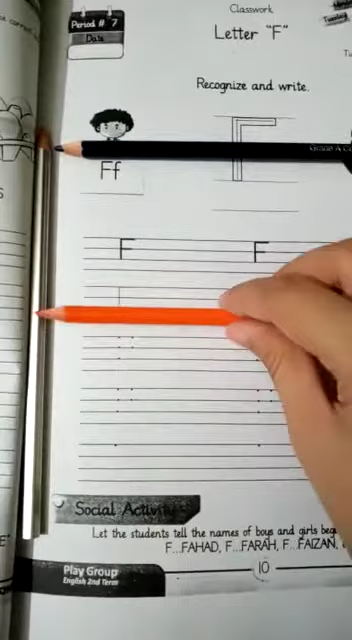 Period # 7
Date
Classwork
Letter "F"
Recognize and write.
Ff
F F
Social Activity
Let the students tell the names of boys and girls
F...FAHAD, F...FARAH, F...FAIZAN,
Play Group
English 2nd Term
10